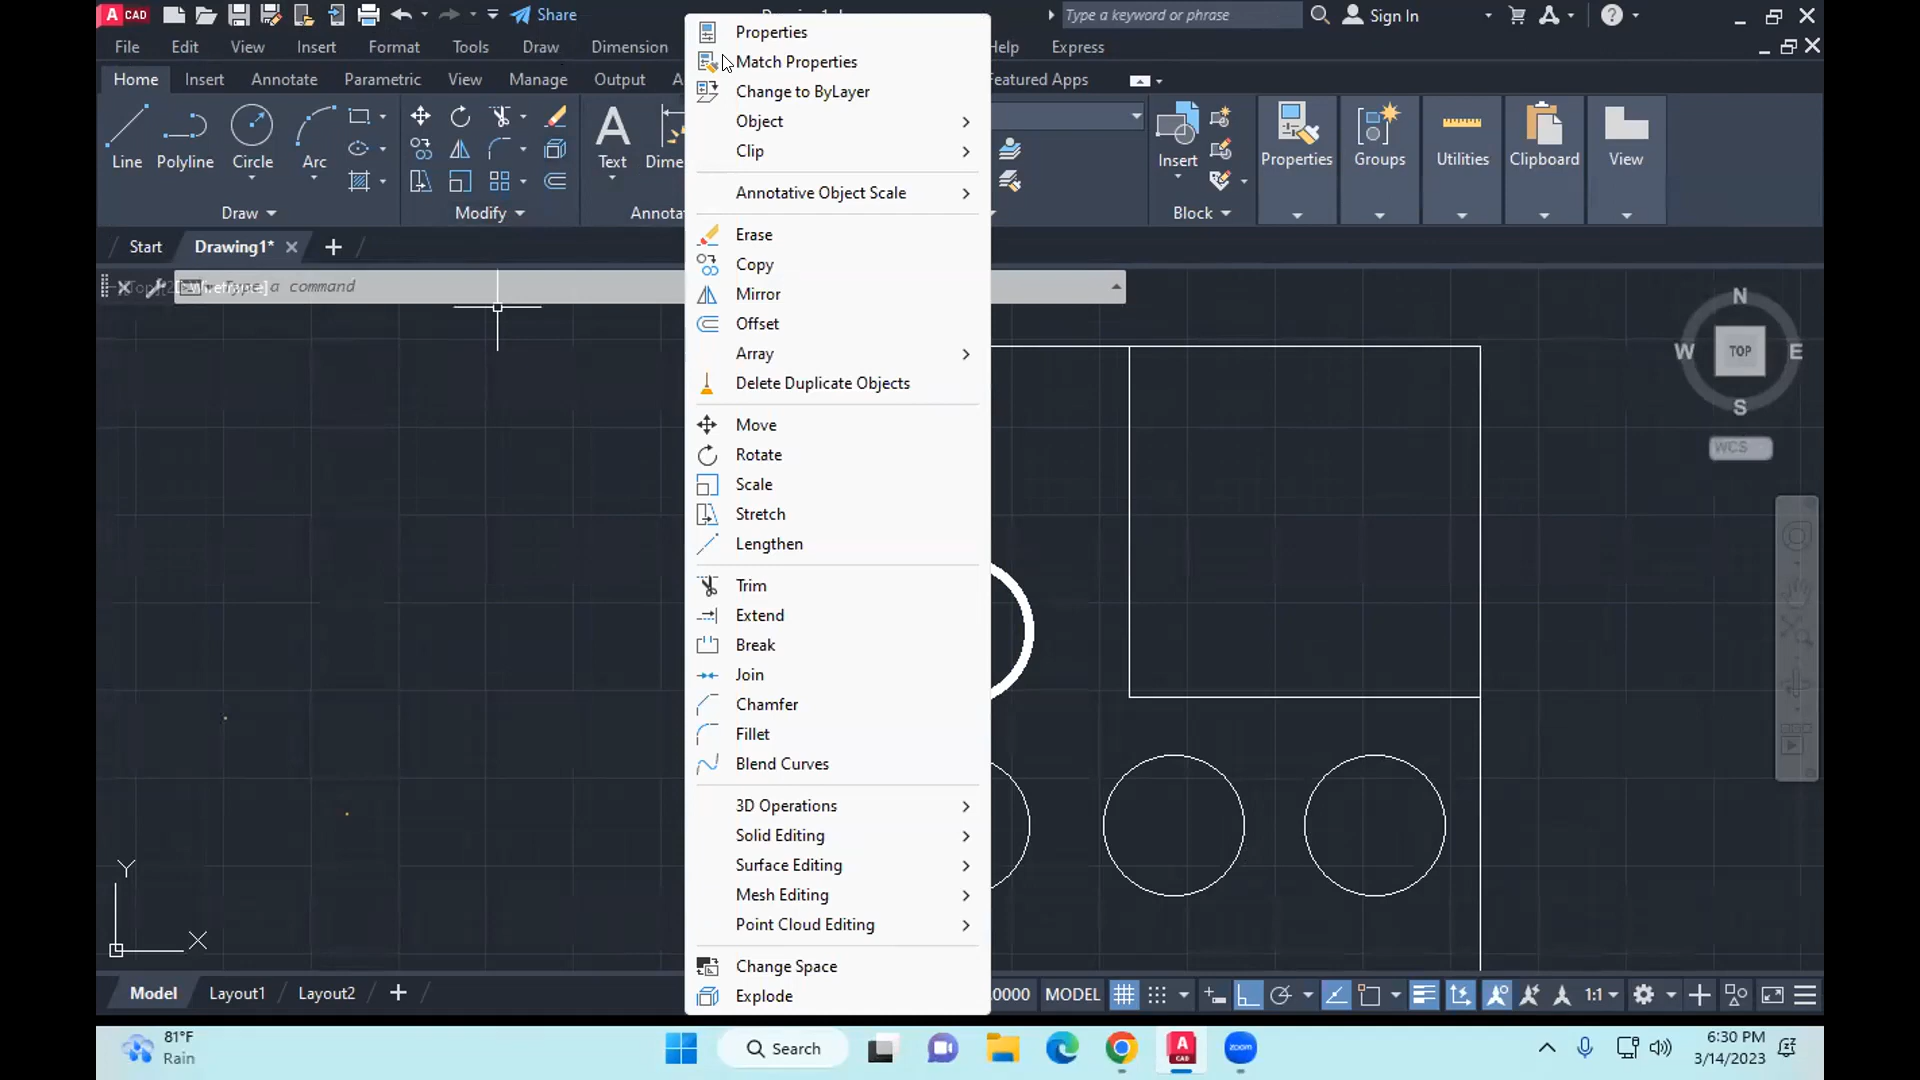 CAD Share Type a keyword or phrase Sign In
File Edit View Insert Format Tools Draw Dimension Help Express
Home Insert Annotate Parametric View Manage Output Featured Apps
Line Polyline Circle Arc Text Insert Properties Groups Utilities Clipboard View
Draw Modify Block
Start Drawing1* +
Type a command
Properties
Match Properties
Change to ByLayer
Object
Clip
Annotative Object Scale
Erase
Copy
Mirror
Offset
Array
Delete Duplicate Objects
Move
Rotate
Scale
Stretch
Lengthen
Trim
Extend
Break
Join
Chamfer
Fillet
Blend Curves
3D Operations
Solid Editing
Surface Editing
Mesh Editing
Point Cloud Editing
Change Space
Explode
N
W TOP E
S
WCS
Y
X
Model Layout1 Layout2 + .0000 MODEL 1:1
81°F
Rain
Search
zoom
6:30 PM
3/14/2023